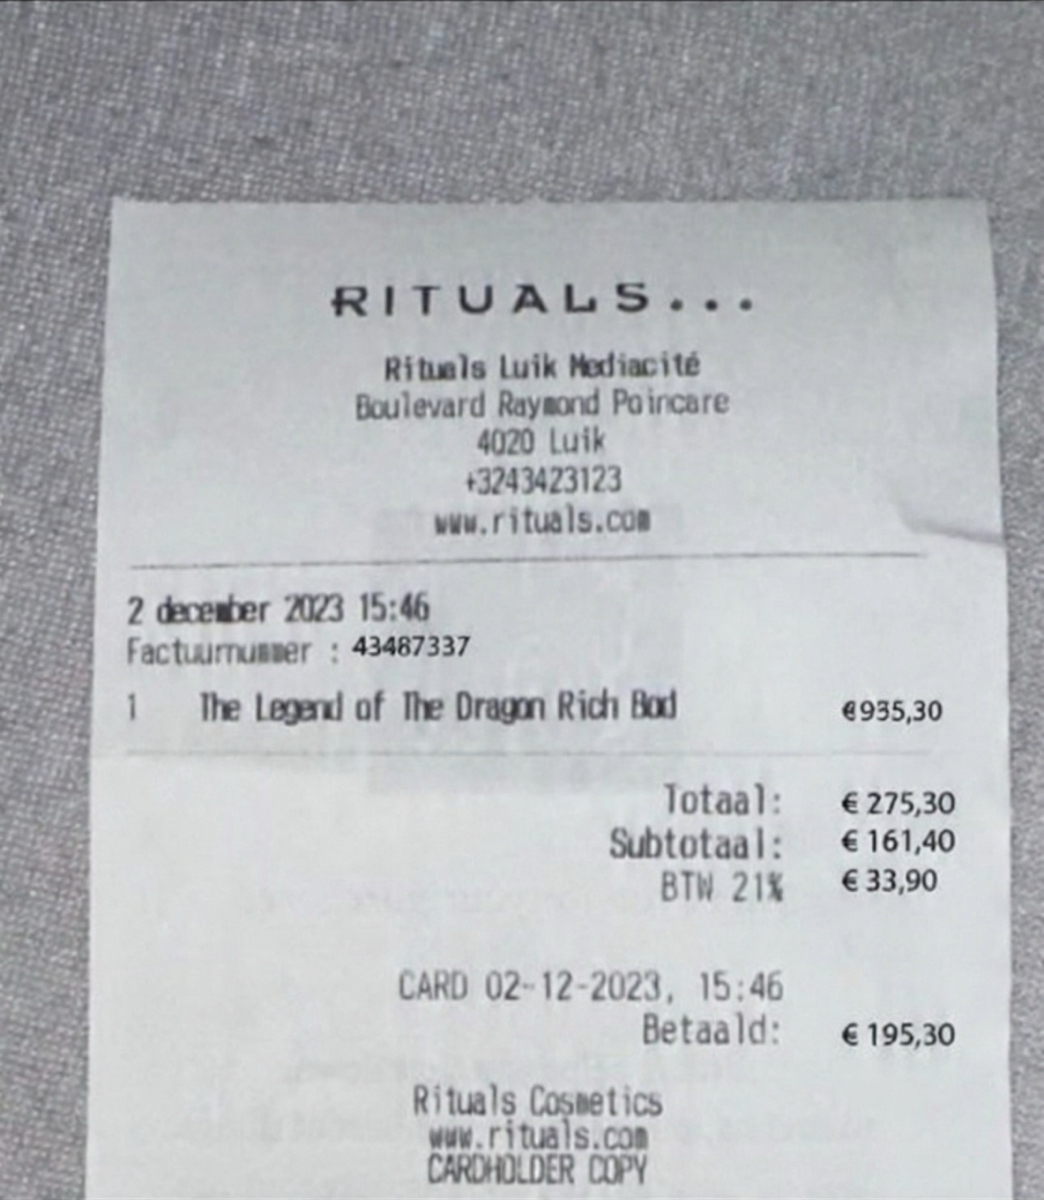 RITUALS...
Rituals Luik Mediacité
Boulevard Raymond Poincare
4020 Luik
+3243423123
www.rituals.com
2 december 2023 15:46
Factuurnummer : 43487337
1 The Legend of The Dragon Rich Bod €935,30
Totaal: € 275,30
Subtotaal: € 161,40
BTW 21% € 33,90
CARD 02-12-2023, 15:46
Betaald: € 195,30
Rituals Cosmetics
www.rituals.com
CARDHOLDER COPY